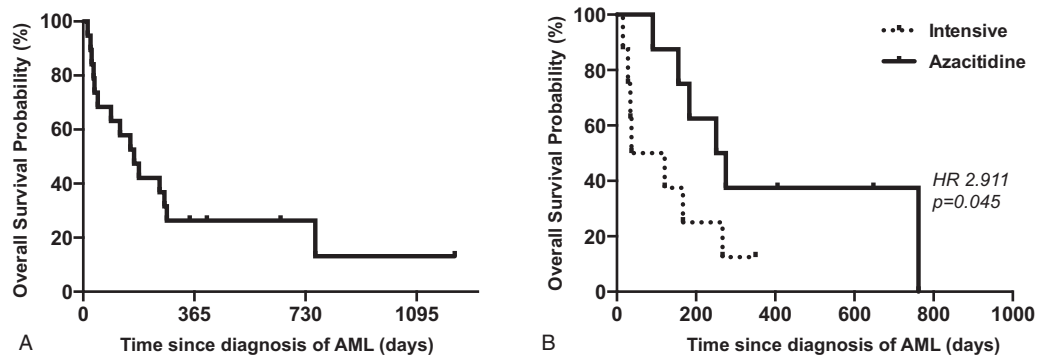 Overall Survival Probability (%)
100
80
60
40
20
0
0 365 730 1095
A
Time since diagnosis of AML (days)
Overall Survival Probability (%)
100
80
60
40
20
0
0 200 400 600 800 1000
Intensive
Azacitidine
HR 2.911
p=0.045
B
Time since diagnosis of AML (days)